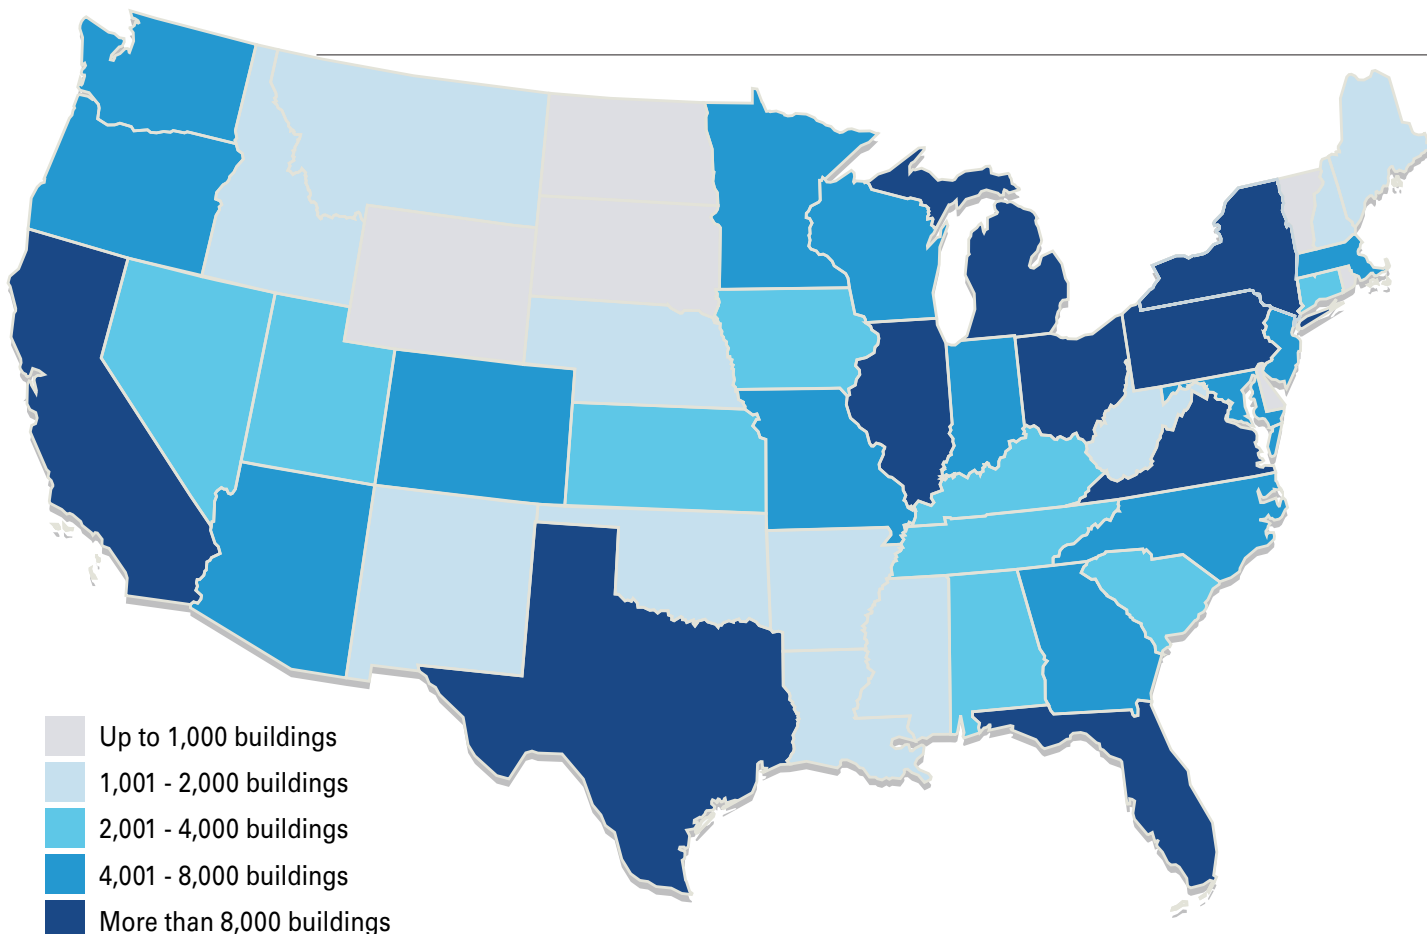 Up to 1,000 buildings
1,001 - 2,000 buildings
2,001 - 4,000 buildings
4,001 - 8,000 buildings
More than 8,000 buildings